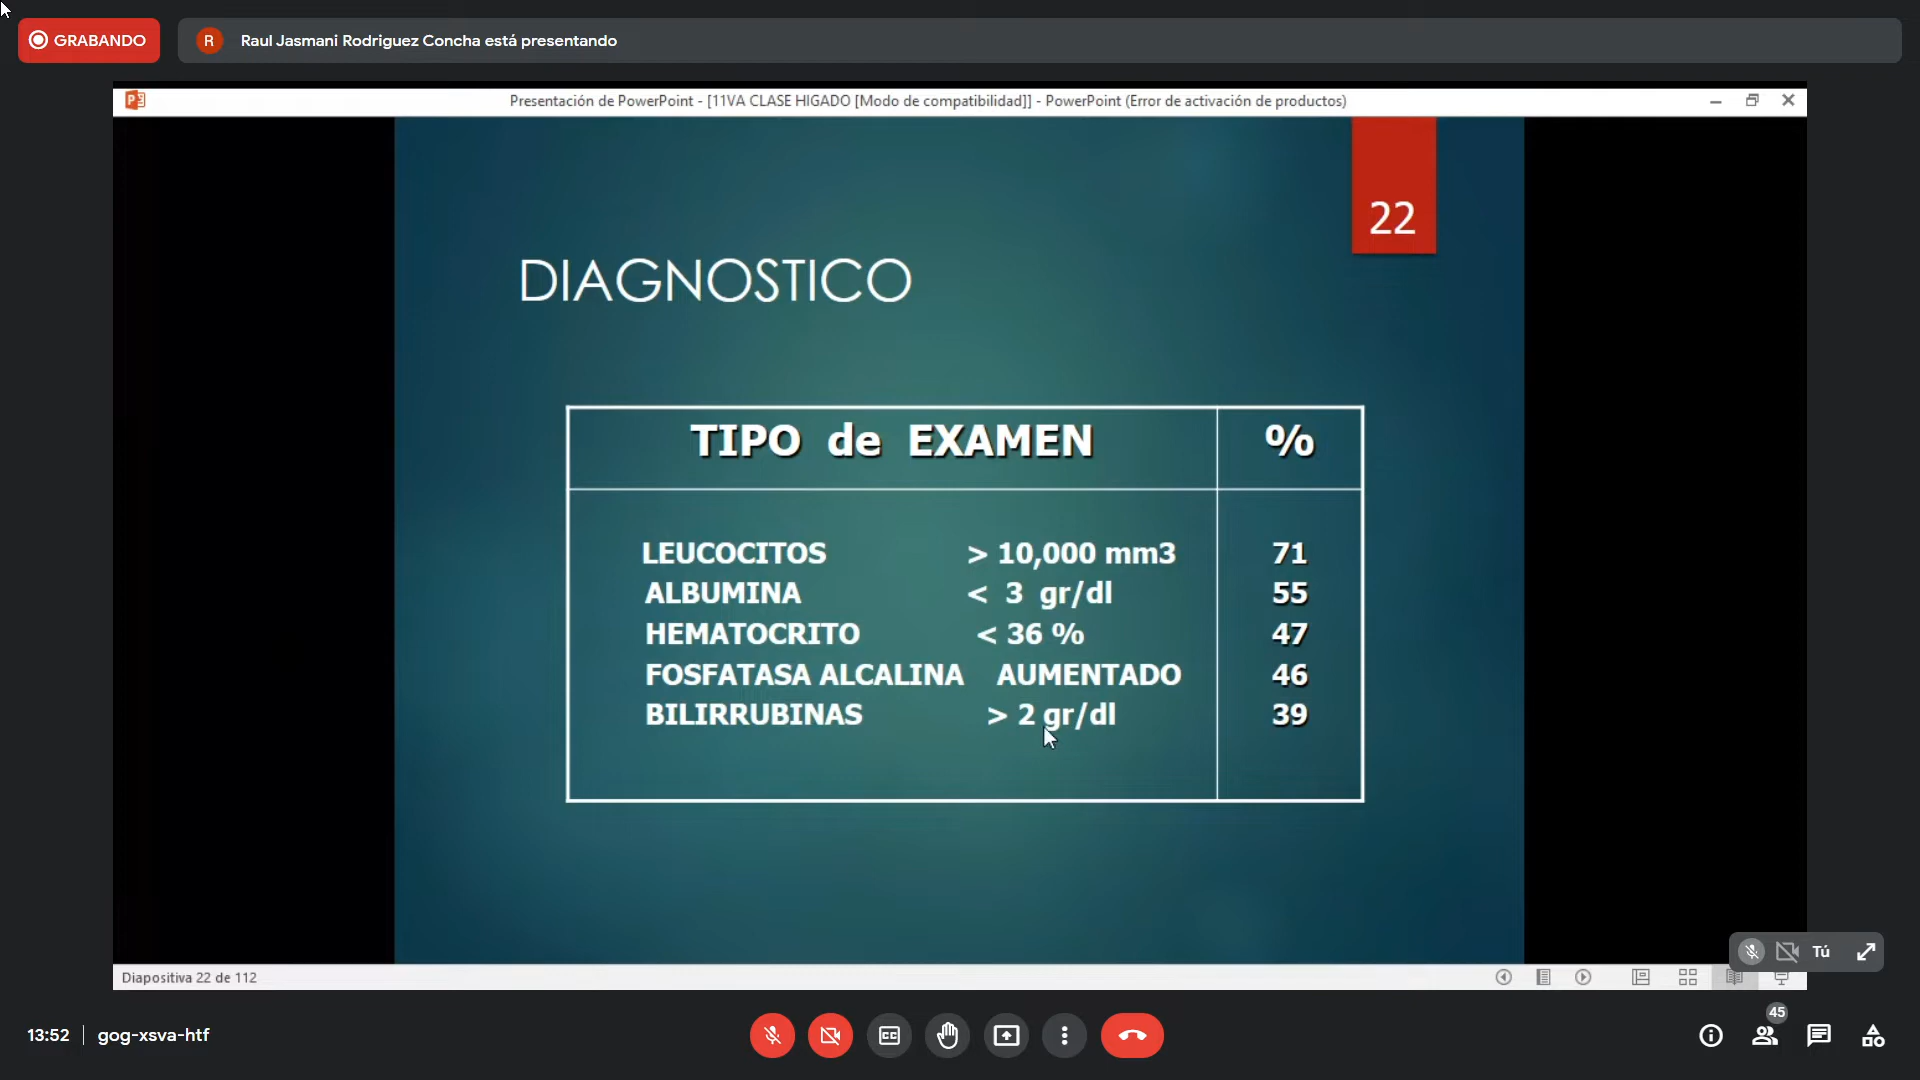 GRABANDO
R
Raul Jasmani Rodriguez Concha está presentando
Presentación de PowerPoint - [11VA CLASE HIGADO [Modo de compatibilidad]] - PowerPoint (Error de activación de productos)
22
DIAGNOSTICO
TIPO de EXAMEN %
LEUCOCITOS > 10,000 mm3 71
ALBUMINA < 3 gr/dl 55
HEMATOCRITO < 36 % 47
FOSFATASA ALCALINA AUMENTADO 46
BILIRRUBINAS > 2 gr/dl 39
Tú
Diapositiva 22 de 112
13:52 | gog-xsva-htf
CC
45